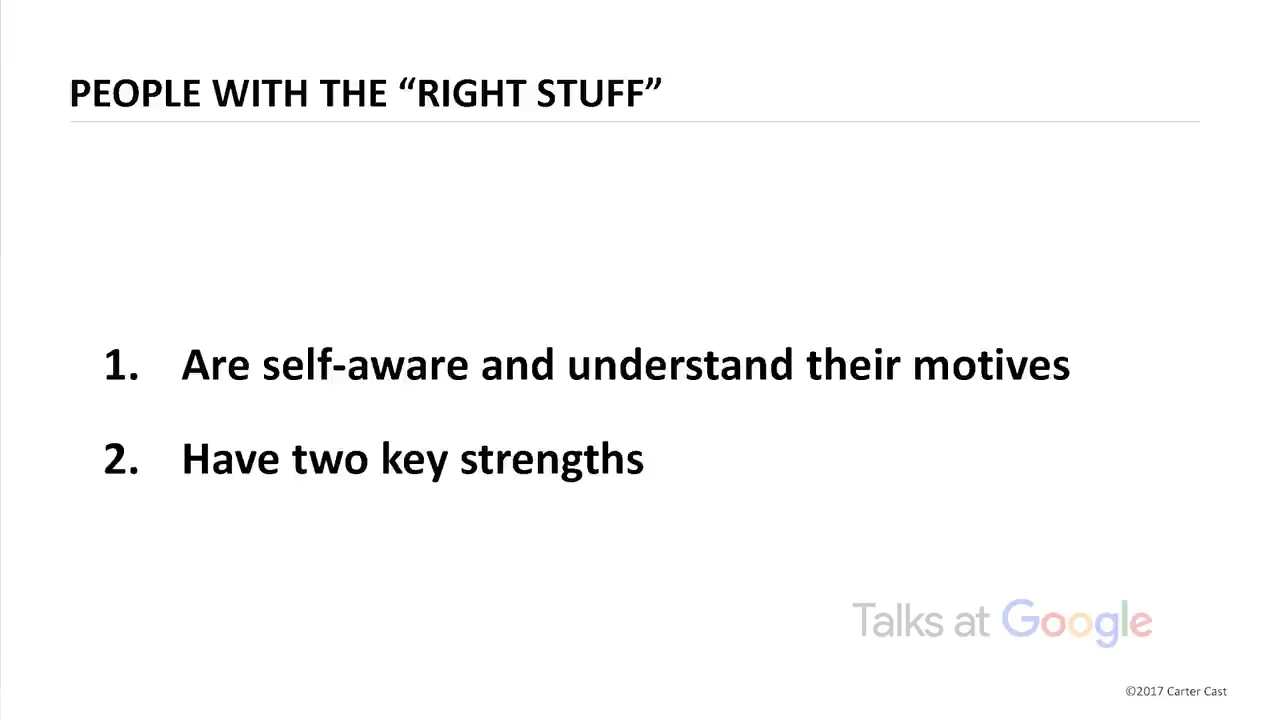 PEOPLE WITH THE “RIGHT STUFF”
1. Are self-aware and understand their motives
2. Have two key strengths
Talks at Google
©2017 Carter Cast